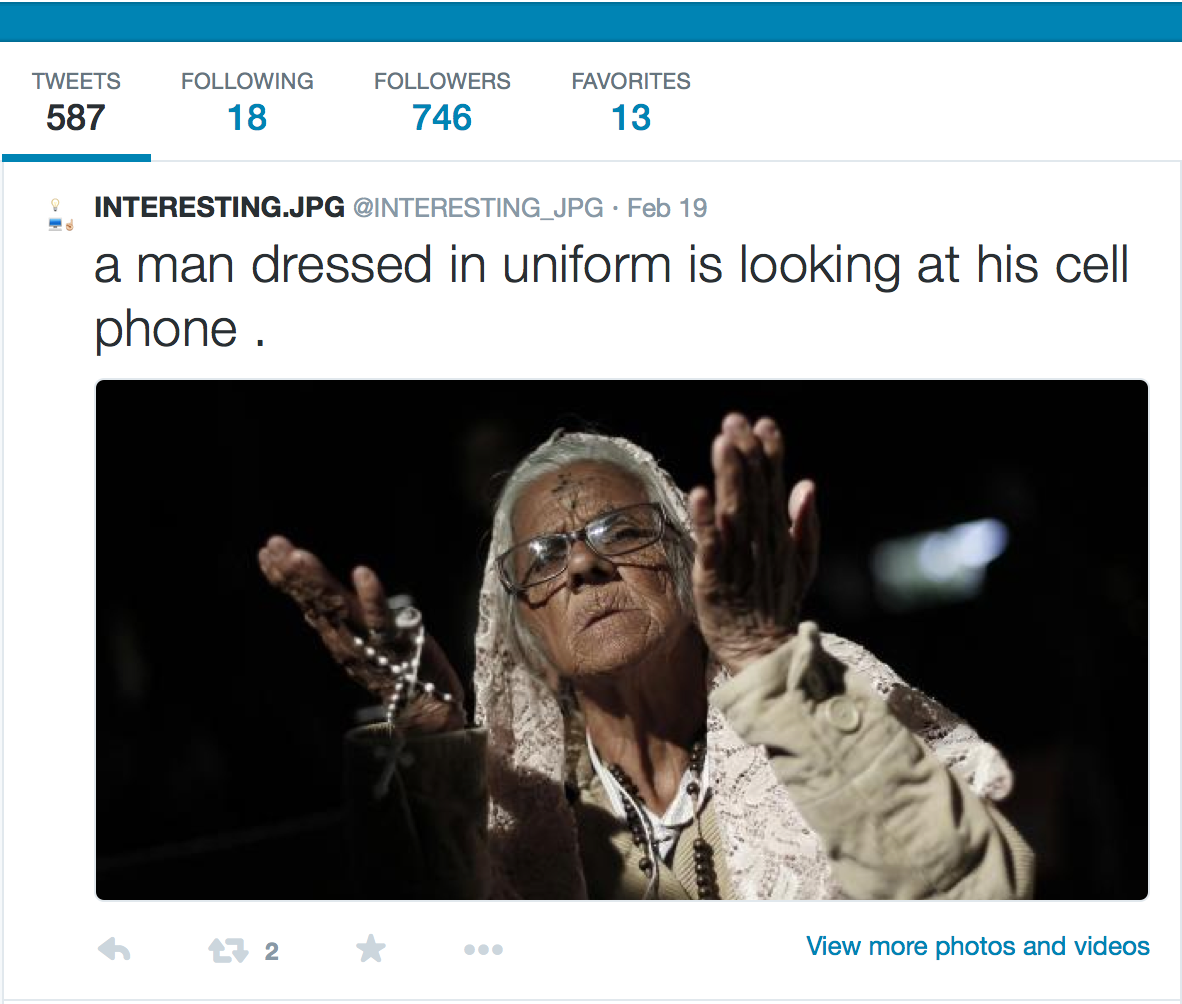 TWEETS FOLLOWING FOLLOWERS FAVORITES
587 18 746 13
INTERESTING.JPG @INTERESTING_JPG · Feb 19
a man dressed in uniform is looking at his cell
phone .
2 View more photos and videos